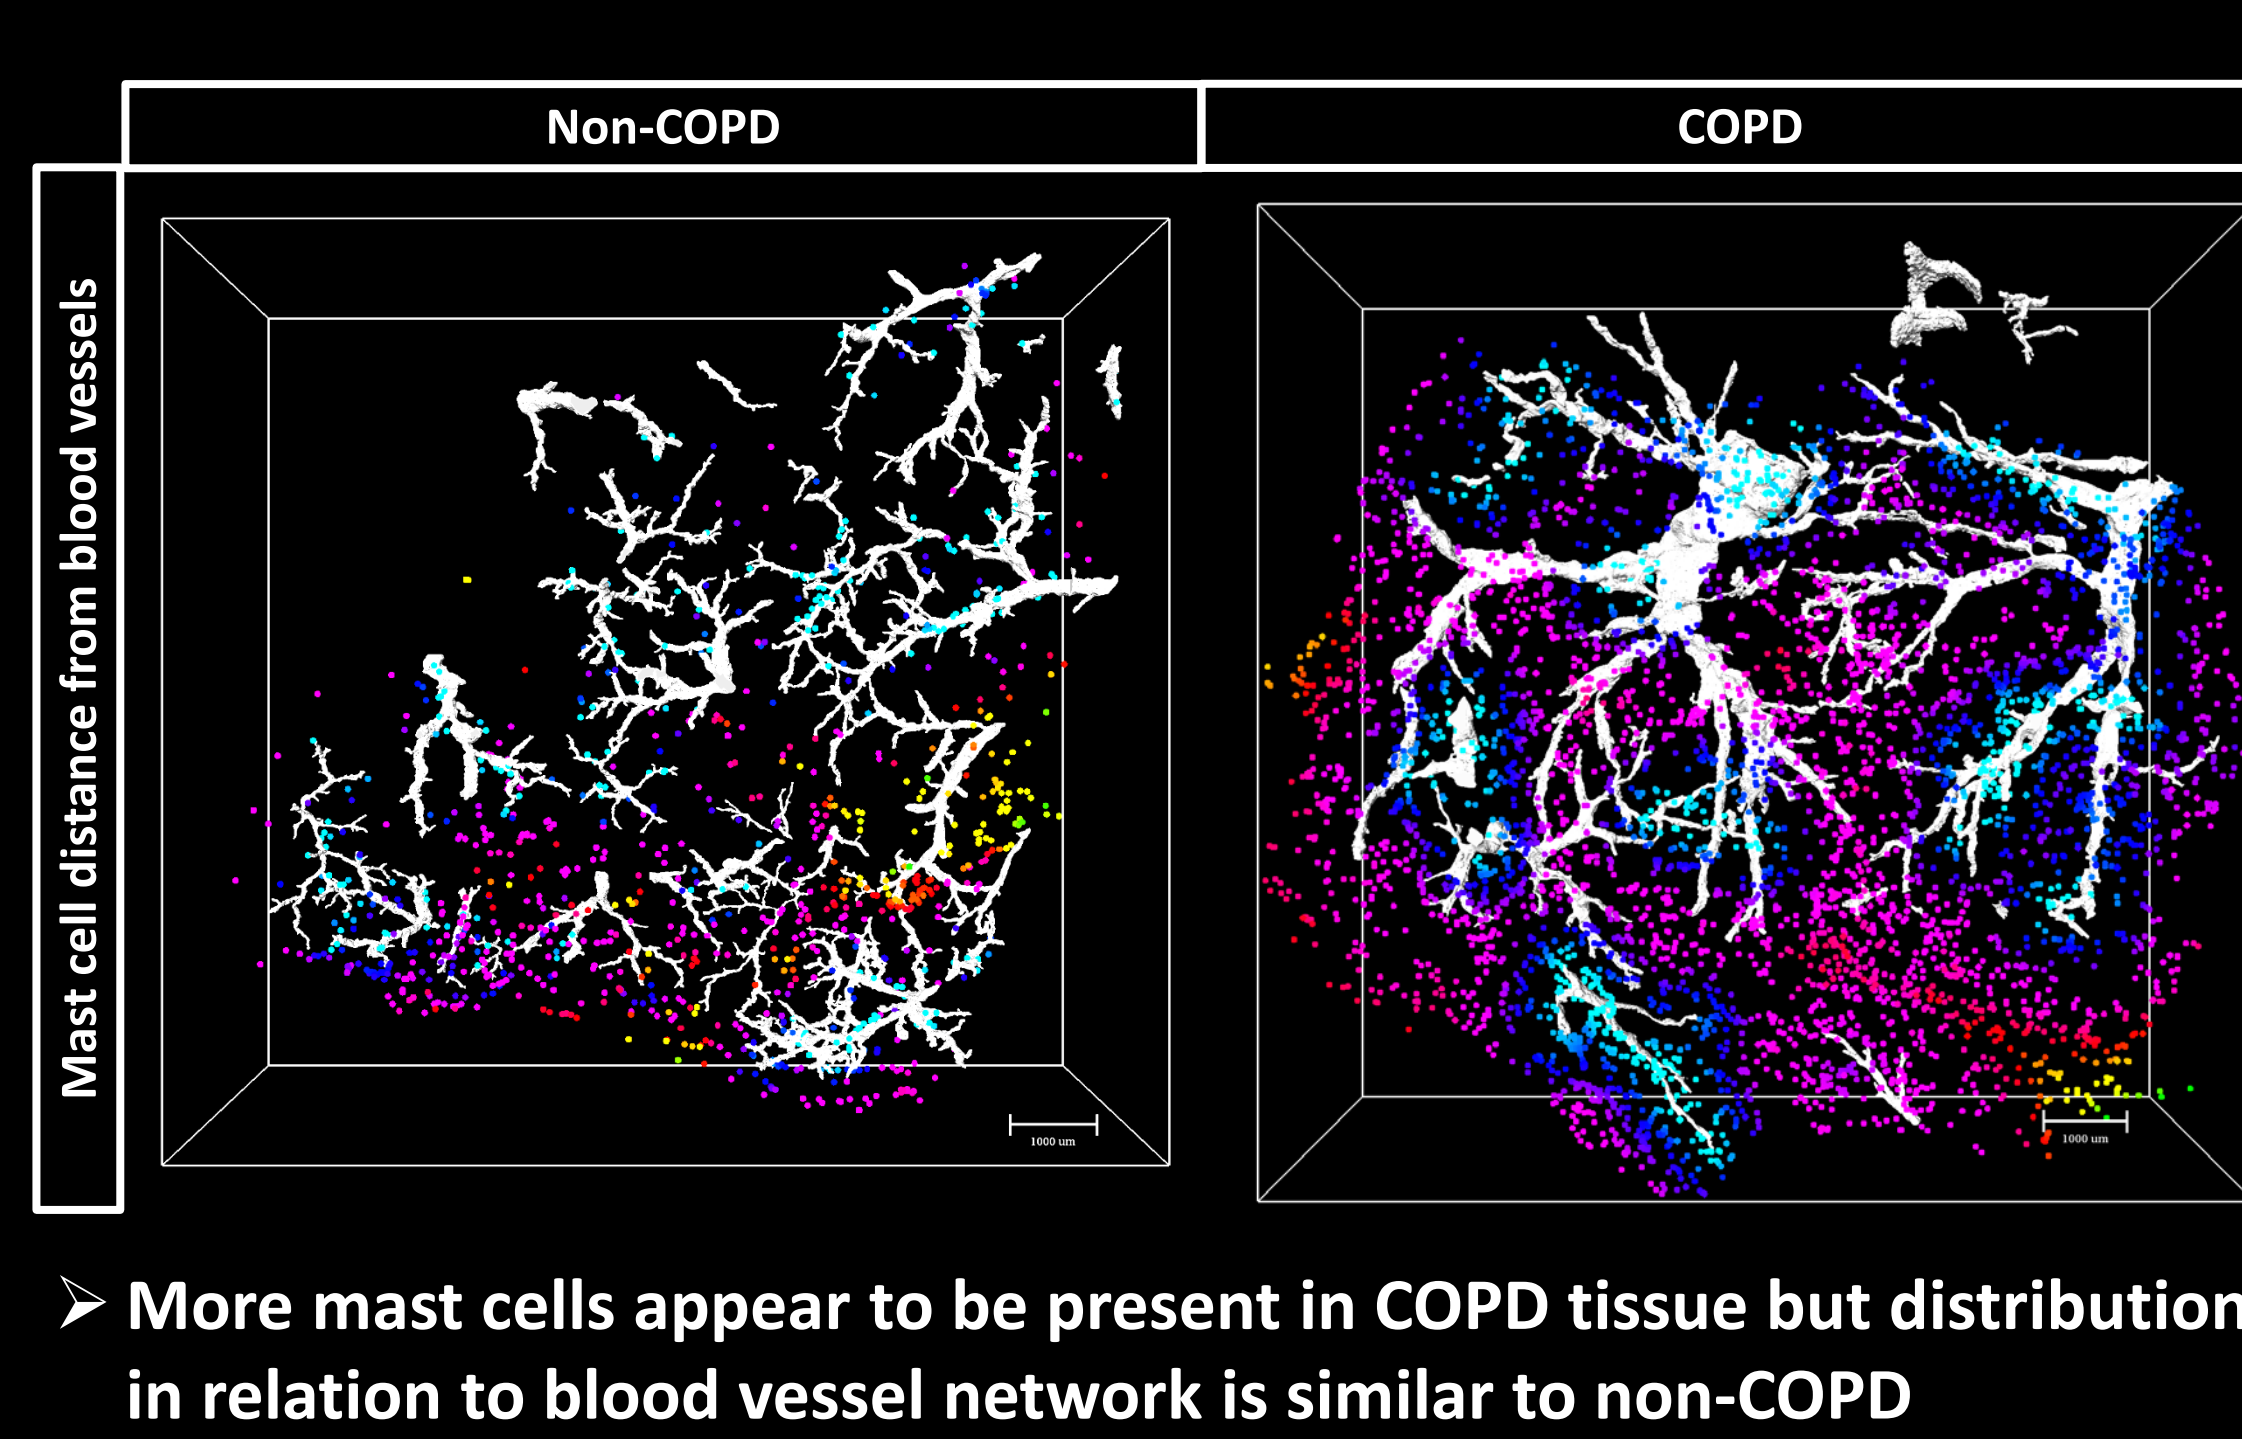 Non-COPD
COPD
Mast cell distance from blood vessels
1000 um
1000 um
More mast cells appear to be present in COPD tissue but distribution
in relation to blood vessel network is similar to non-COPD